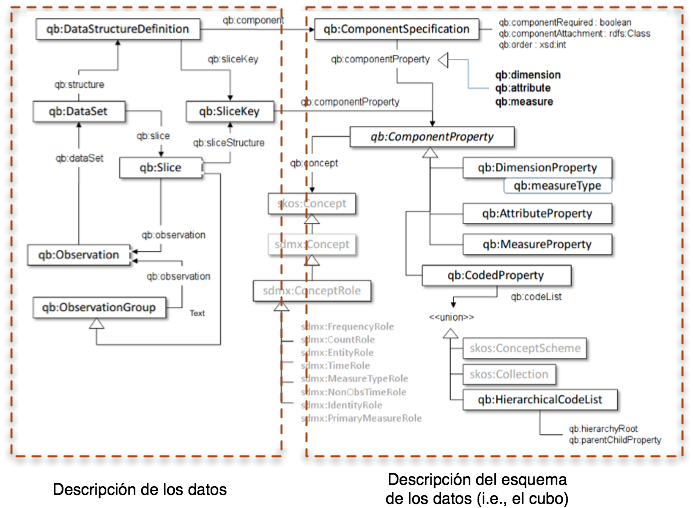 qb:DataStructureDefinition
qb:component
qb:ComponentSpecification
qb:componentRequired : boolean
qb:componentAttachment : rdfs:Class
qb:order : xsd:int
qb:sliceKey
qb:componentProperty
qb:dimension
qb:attribute
qb:measure
qb:structure
qb:DataSet
qb:SliceKey
qb:componentProperty
qb:slice
qb:sliceStructure
qb:ComponentProperty
qb:dataSet
qb:Slice
qb:concept
qb:DimensionProperty
qb:measureType
skos:Concept
qb:AttributeProperty
qb:observation
sdmx:Concept
qb:MeasureProperty
qb:Observation
qb:observation
qb:CodedProperty
sdmx:ConceptRole
qb:codeList
qb:ObservationGroup
Text
<<union>>
sdmx:FrequencyRole
sdmx:CountRole
sdmx:EntityRole
sdmx:TimeRole
sdmx:MeasureTypeRole
sdmx:NonObsTimeRole
sdmx:IdentityRole
sdmx:PrimaryMeasureRole
skos:ConceptScheme
skos:Collection
qb:HierarchicalCodeList
qb:hierarchyRoot
qb:parentChildProperty
Descripción de los datos
Descripción del esquema
de los datos (i.e., el cubo)